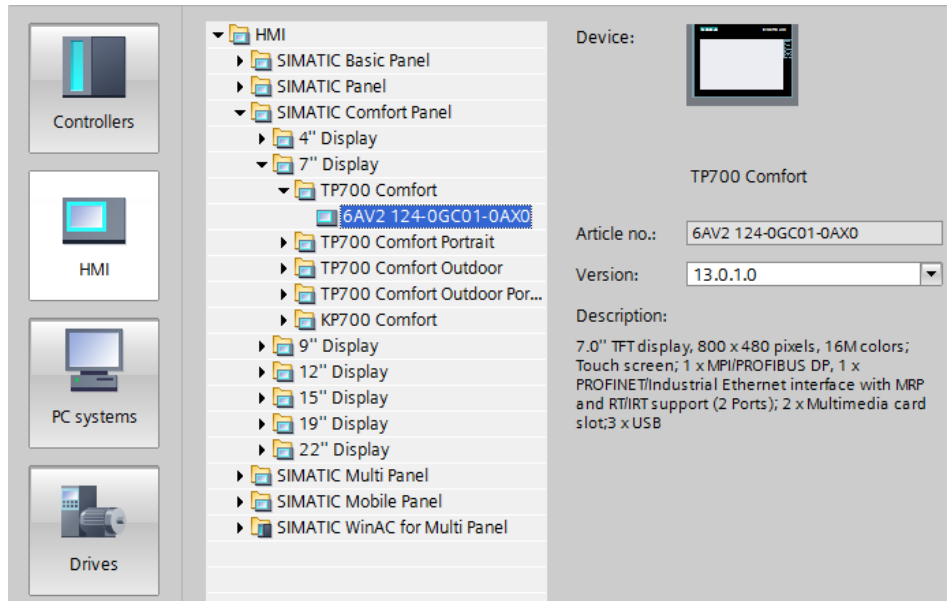 Controllers
HMI
PC systems
Drives
HMI
SIMATIC Basic Panel
SIMATIC Panel
SIMATIC Comfort Panel
4'' Display
7'' Display
TP700 Comfort
6AV2 124-0GC01-0AX0
TP700 Comfort Portrait
TP700 Comfort Outdoor
TP700 Comfort Outdoor Por...
KP700 Comfort
9'' Display
12'' Display
15'' Display
19'' Display
22'' Display
SIMATIC Multi Panel
SIMATIC Mobile Panel
SIMATIC WinAC for Multi Panel
Device:
TP700 Comfort
Article no.: 6AV2 124-0GC01-0AX0
Version: 13.0.1.0
Description:
7.0'' TFT display, 800 x 480 pixels, 16M colors;
Touch screen; 1 x MPI/PROFIBUS DP, 1 x
PROFINET/Industrial Ethernet interface with MRP
and RT/IRT support (2 Ports); 2 x Multimedia card
slot;3 x USB